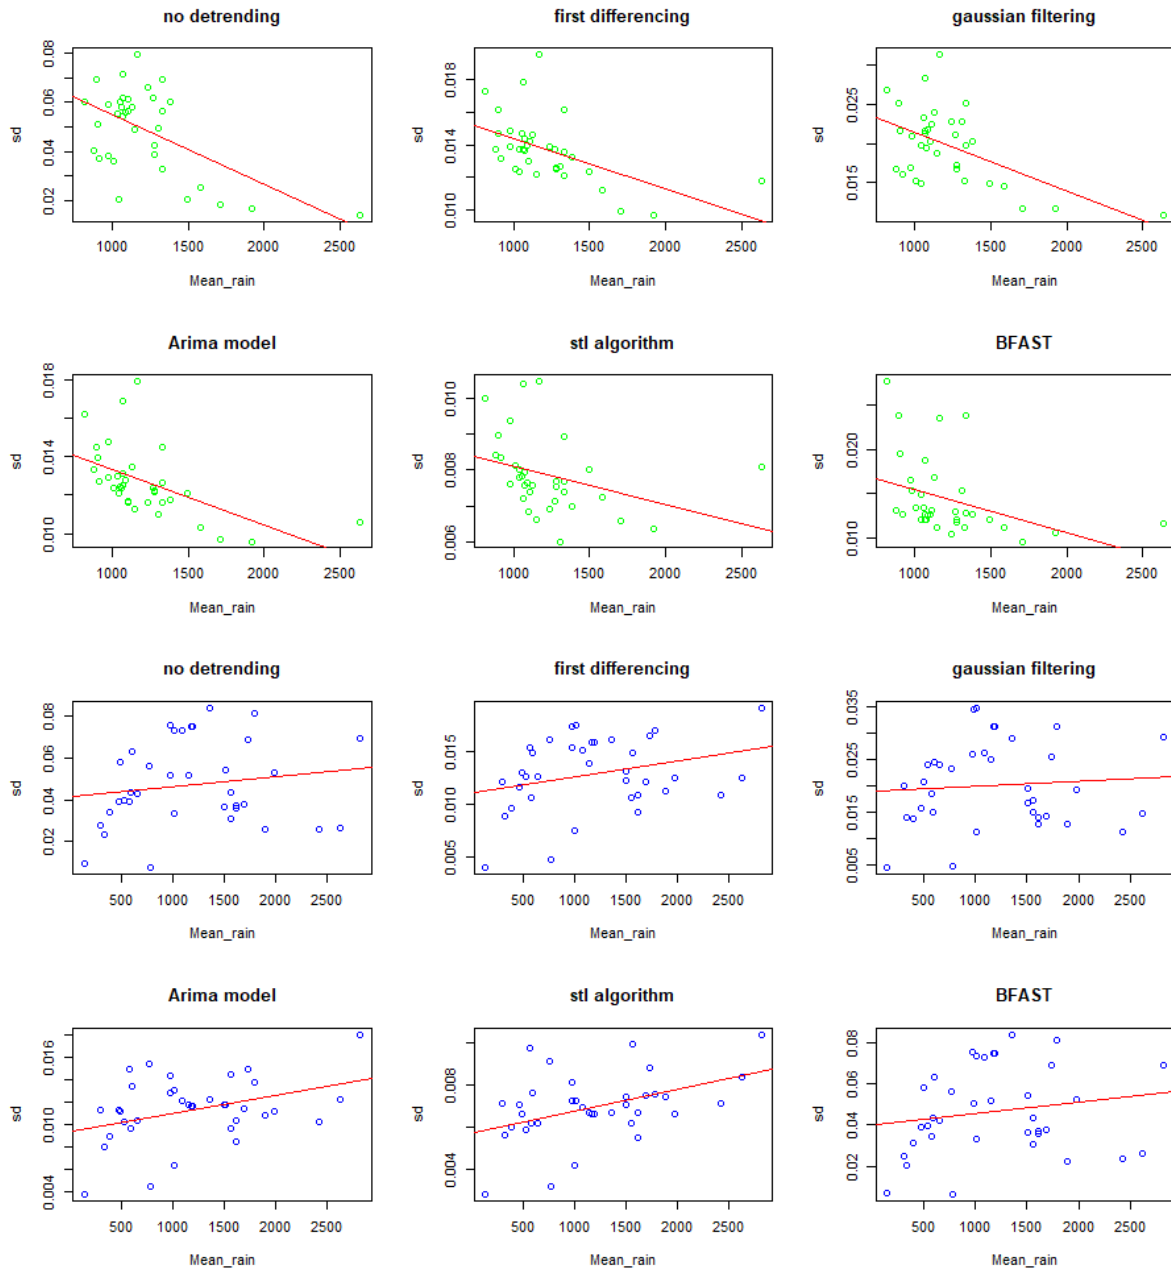 no detrending
first differencing
gaussian filtering
sd
0.02 0.04 0.06 0.08
1000 1500 2000 2500
Mean_rain
sd
0.010 0.014 0.018
1000 1500 2000 2500
Mean_rain
sd
0.015 0.025
1000 1500 2000 2500
Mean_rain
Arima model
stl algorithm
BFAST
sd
0.010 0.014 0.018
1000 1500 2000 2500
Mean_rain
sd
0.006 0.008 0.010
1000 1500 2000 2500
Mean_rain
sd
0.010 0.020
1000 1500 2000 2500
Mean_rain
no detrending
first differencing
gaussian filtering
sd
0.02 0.04 0.06 0.08
500 1000 1500 2000 2500
Mean_rain
sd
0.005 0.010 0.015
500 1000 1500 2000 2500
Mean_rain
sd
0.005 0.015 0.025 0.035
500 1000 1500 2000 2500
Mean_rain
Arima model
stl algorithm
BFAST
sd
0.004 0.010 0.016
500 1000 1500 2000 2500
Mean_rain
sd
0.004 0.008
500 1000 1500 2000 2500
Mean_rain
sd
0.02 0.04 0.06 0.08
500 1000 1500 2000 2500
Mean_rain